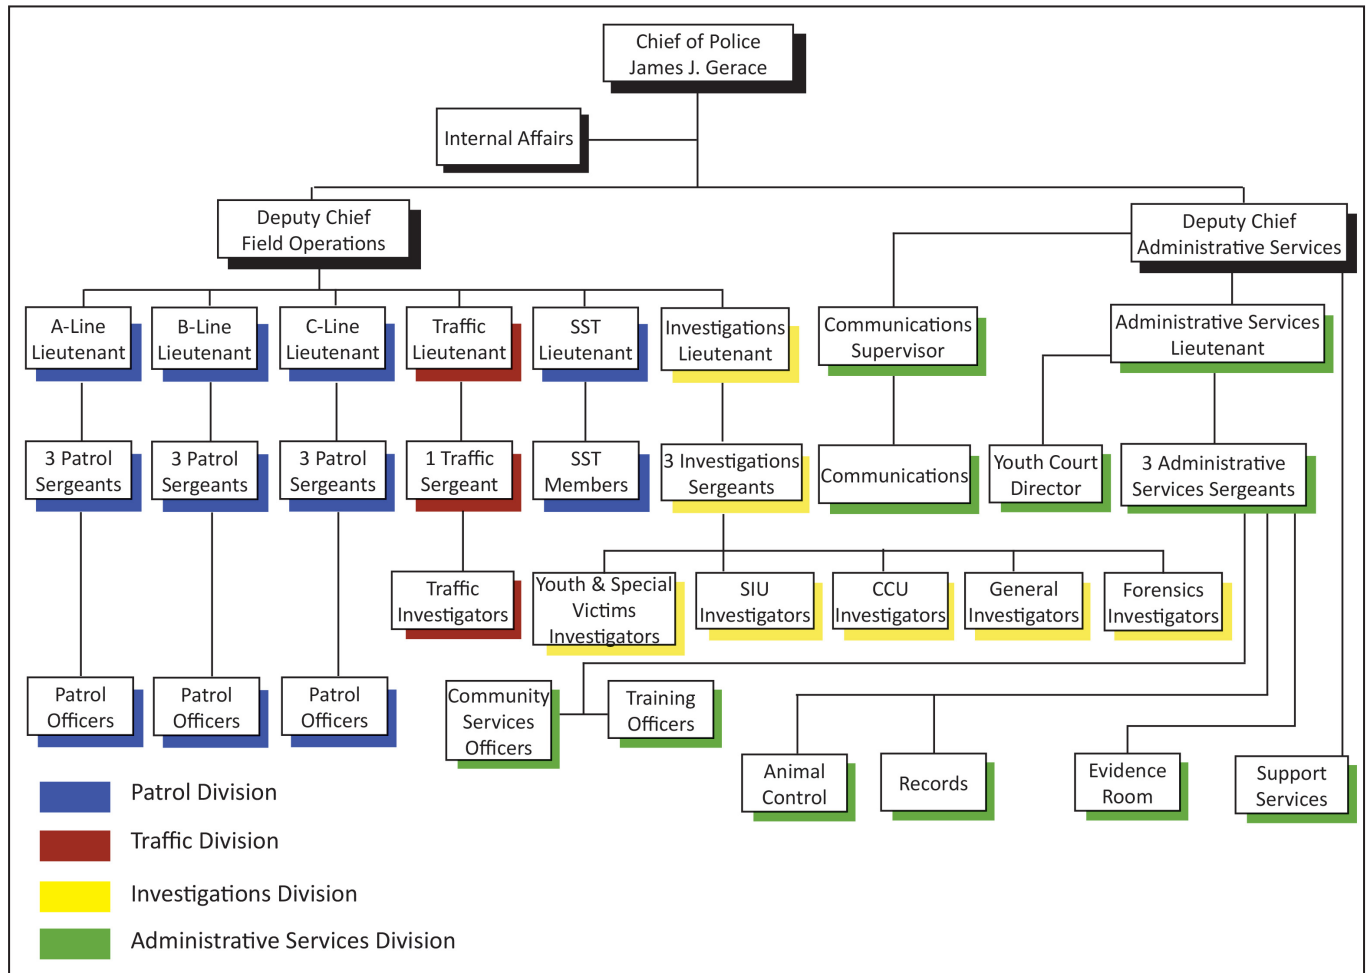 Chief of Police
James J. Gerace
Internal Affairs
Deputy Chief
Field Operations
Deputy Chief
Administrative Services
A-Line
Lieutenant
B-Line
Lieutenant
C-Line
Lieutenant
Traffic
Lieutenant
SST
Lieutenant
Investigations
Lieutenant
Communications
Supervisor
Administrative Services
Lieutenant
3 Patrol
Sergeants
3 Patrol
Sergeants
3 Patrol
Sergeants
1 Traffic
Sergeant
SST
Members
3 Investigations
Sergeants
Communications
Youth Court
Director
3 Administrative
Services Sergeants
Traffic
Investigators
Youth & Special
Victims
Investigators
SIU
Investigators
CCU
Investigators
General
Investigators
Forensics
Investigators
Patrol
Officers
Patrol
Officers
Patrol
Officers
Community
Services
Officers
Training
Officers
Animal
Control
Records
Evidence
Room
Support
Services
Patrol Division
Traffic Division
Investigations Division
Administrative Services Division